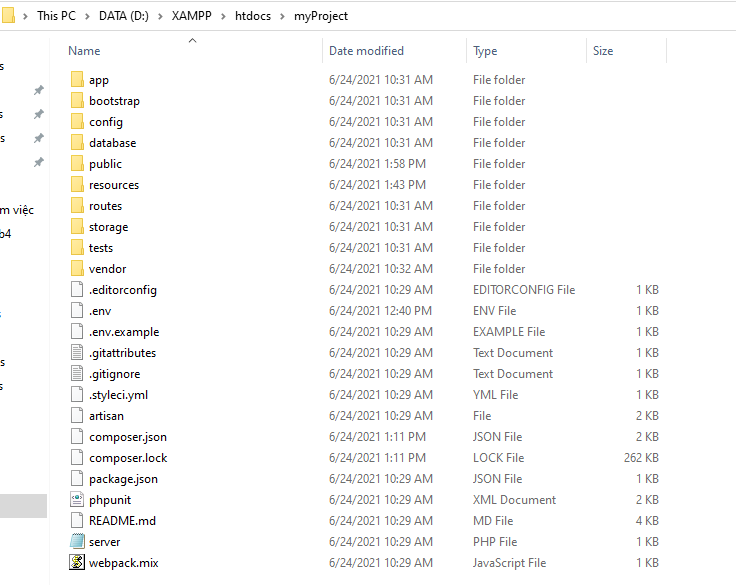 This PC > DATA (D:) > XAMPP > htdocs > myProject
Name Date modified Type Size
app 6/24/2021 10:31 AM File folder
bootstrap 6/24/2021 10:31 AM File folder
config 6/24/2021 10:31 AM File folder
database 6/24/2021 10:31 AM File folder
public 6/24/2021 1:58 PM File folder
resources 6/24/2021 1:43 PM File folder
routes 6/24/2021 10:31 AM File folder
storage 6/24/2021 10:31 AM File folder
tests 6/24/2021 10:31 AM File folder
vendor 6/24/2021 10:32 AM File folder
.editorconfig 6/24/2021 10:29 AM EDITORCONFIG File 1 KB
.env 6/24/2021 12:40 PM ENV File 1 KB
.env.example 6/24/2021 10:29 AM EXAMPLE File 1 KB
.gitattributes 6/24/2021 10:29 AM Text Document 1 KB
.gitignore 6/24/2021 10:29 AM Text Document 1 KB
.styleci.yml 6/24/2021 10:29 AM YML File 1 KB
artisan 6/24/2021 10:29 AM File 2 KB
composer.json 6/24/2021 1:11 PM JSON File 2 KB
composer.lock 6/24/2021 1:11 PM LOCK File 262 KB
package.json 6/24/2021 10:29 AM JSON File 1 KB
phpunit 6/24/2021 10:29 AM XML Document 2 KB
README.md 6/24/2021 10:29 AM MD File 4 KB
server 6/24/2021 10:29 AM PHP File 1 KB
webpack.mix 6/24/2021 10:29 AM JavaScript File 1 KB
s
s
s
m việc
b4
s
s